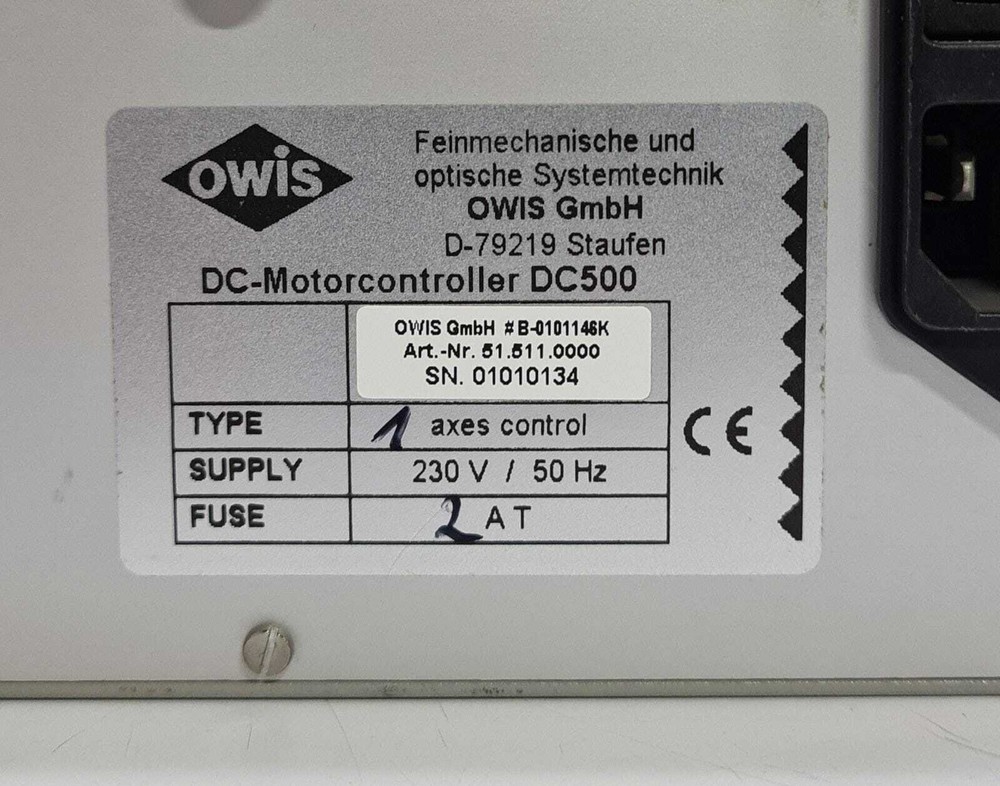 OWIS
Feinmechanische und
optische Systemtechnik
OWIS GmbH
D-79219 Staufen
DC-Motorcontroller DC500
OWIS GmbH #B-0101146K
Art.-Nr. 51.511.0000
SN. 01010134
TYPE 1 axes control
SUPPLY 230 V / 50 Hz
FUSE 2 A T
CE